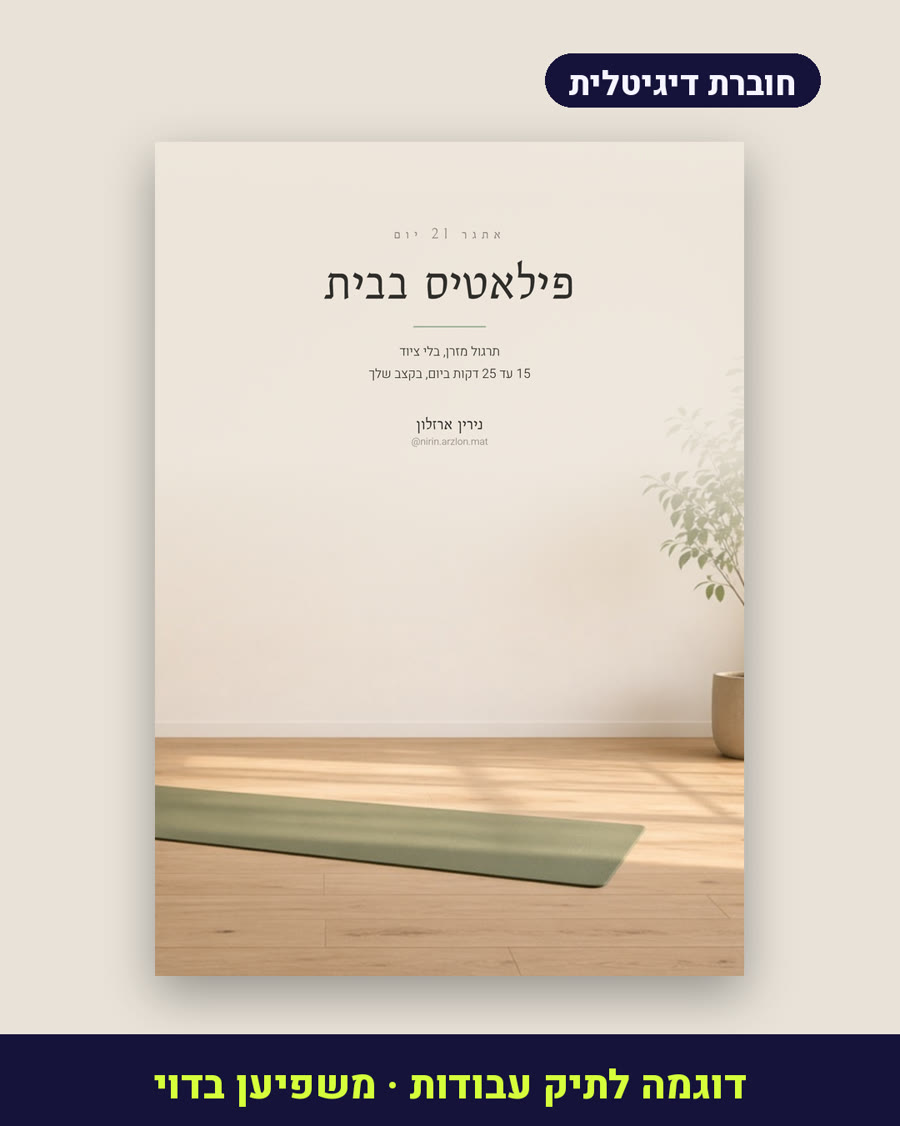 חוברת דיגיטלית
אתגר 21 יום
פילאטיס בבית
תרגול מזרן, בלי ציוד
15 עד 25 דקות ביום, בקצב שלך
נירין ארזלון
@nirin.arzlon.mat
דוגמה לתיק עבודות · משפיען בדוי